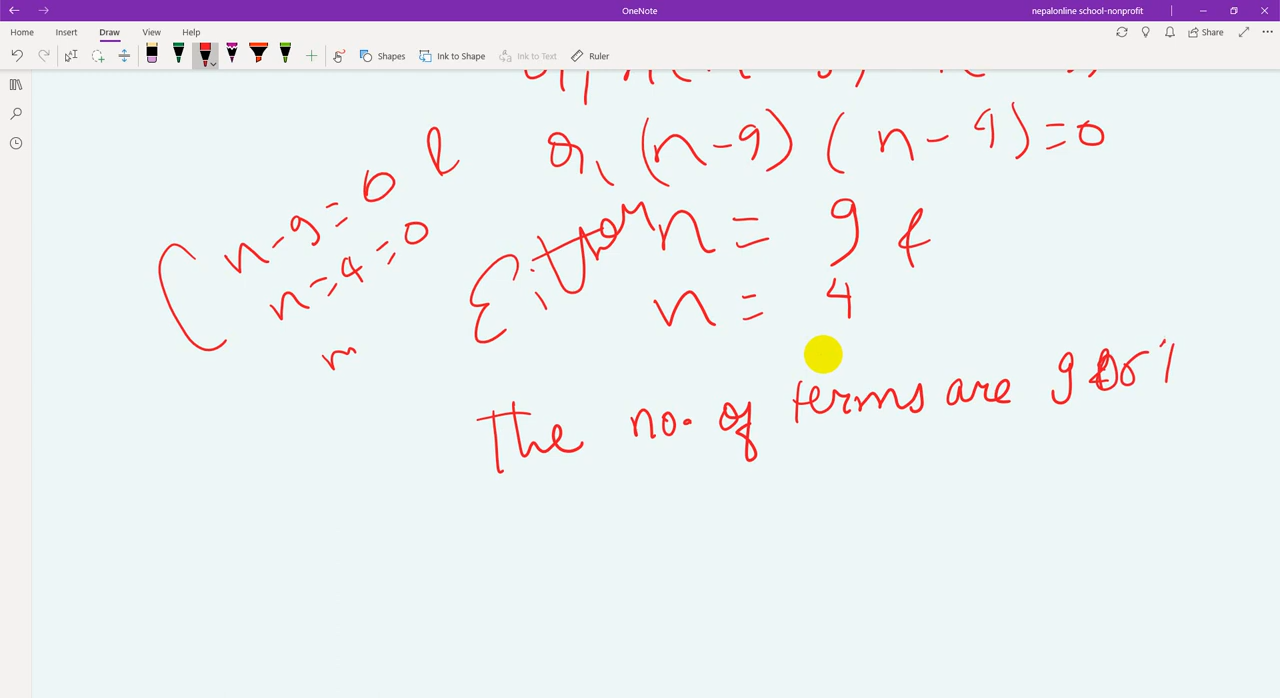 OneNote
nepalonline school-nonprofit
Home Insert Draw View Help
Share
Shapes Ink to Shape Ink to Text Ruler
or, (n-9) (n-4)=0
n-9=0
n-4=0
Either n = 9 &
n = 4
The no. of terms are 9 or